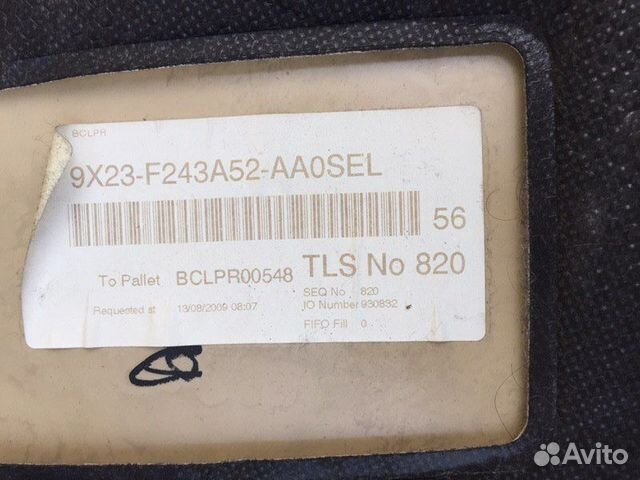 BCLPR
9X23-F243A52-AA0SEL
56
To Pallet BCLPR00548 TLS No 820
SEQ No 820
Requested at 13/08/2009 08:07 IO Number 930832
FIFO Fill 0
Avito